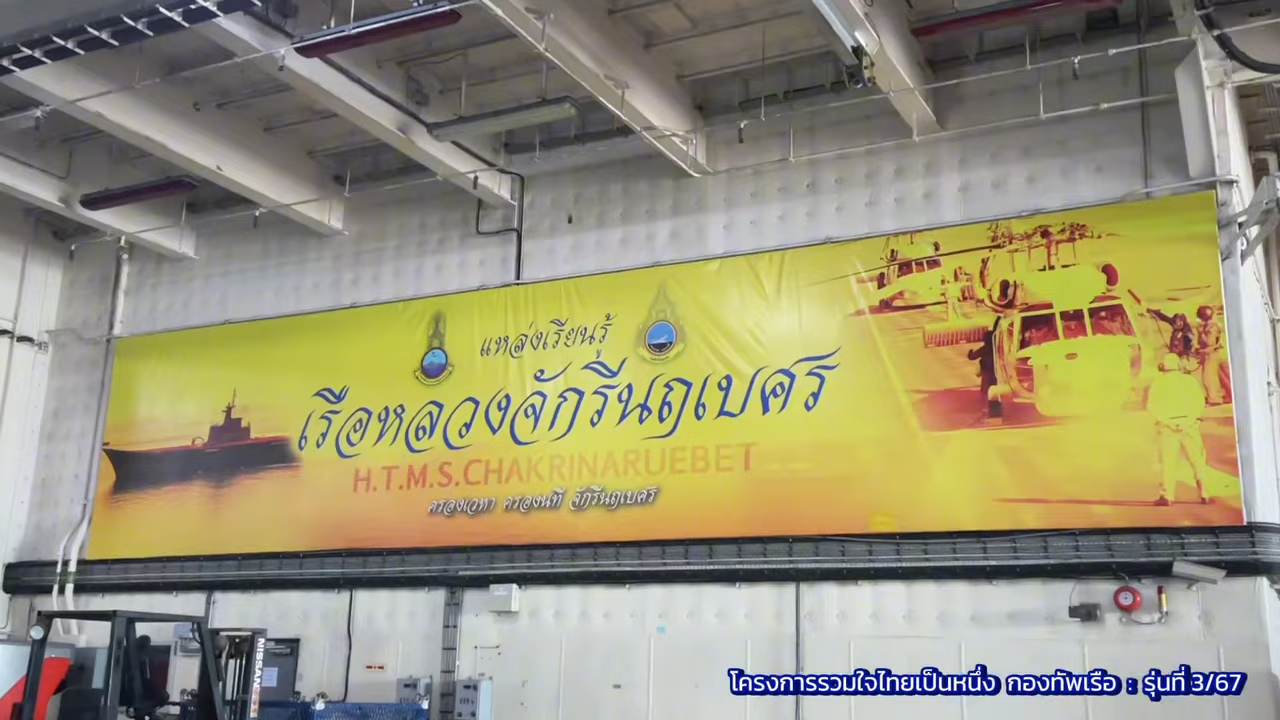 แหล่งเรียนรู้
เรือหลวงจักรีนฤเบศร
H.T.M.S.CHAKRINARUEBET
ครองเวหา ครองนที จักรีนฤเบศร
NISSAN
โครงการรวมใจไทยเป็นหนึ่ง กองทัพเรือ : รุ่นที่ 3/67